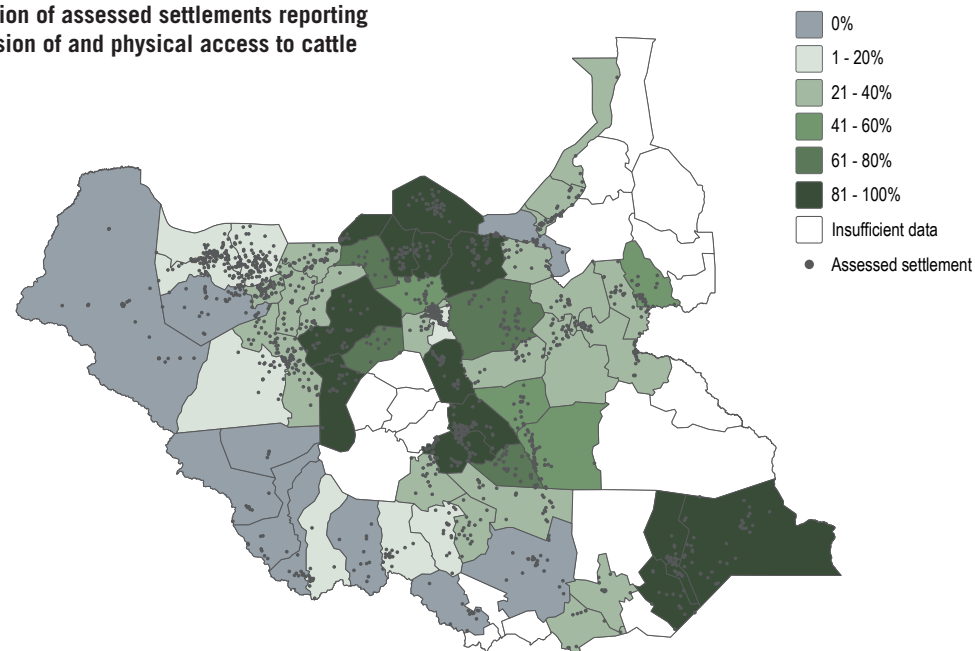 ion of assessed settlements reporting
sion of and physical access to cattle
0%
1 - 20%
21 - 40%
41 - 60%
61 - 80%
81 - 100%
Insufficient data
Assessed settlement